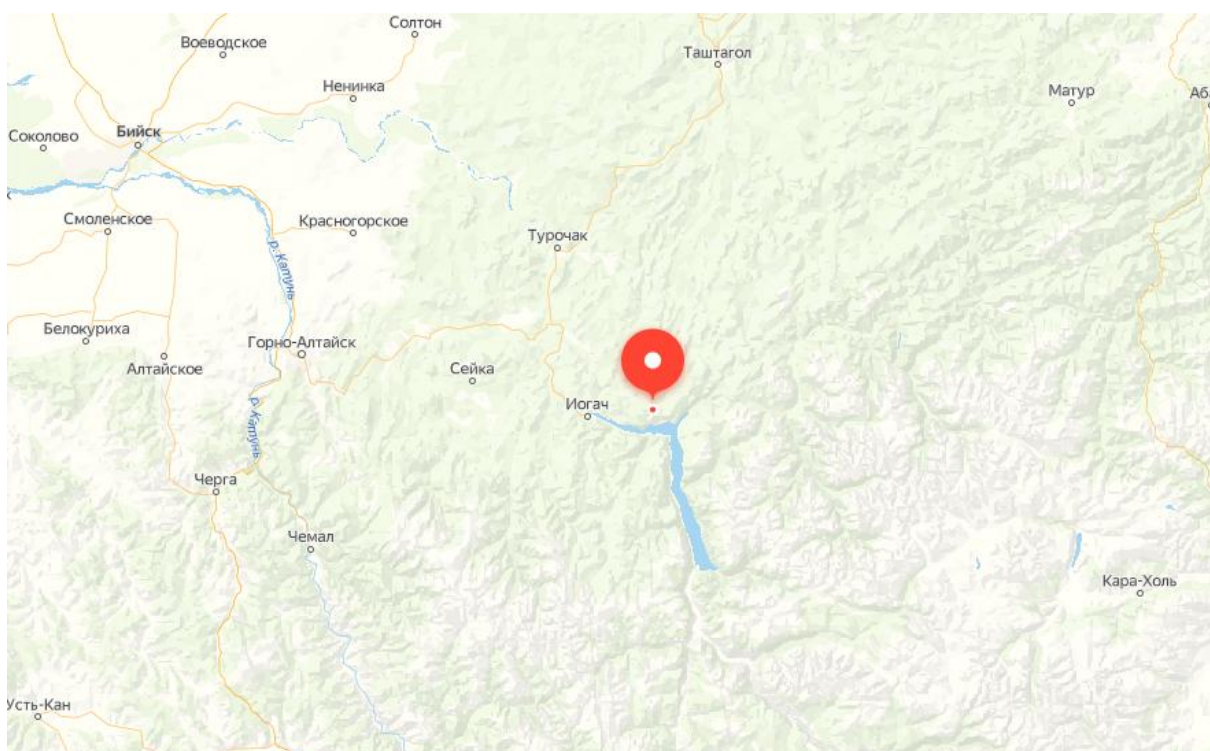 Солтон
Воеводское
Таштагол
Ненинка
Матур
Аба
Соколово
Бийск
к
Смоленское
Красногорское
Турочак
р. Катунь
Белокуриха
Горно-Алтайск
Алтайское
Сейка
Иогач
р. Катунь
Черга
Чемал
Кара-Холь
Усть-Кан